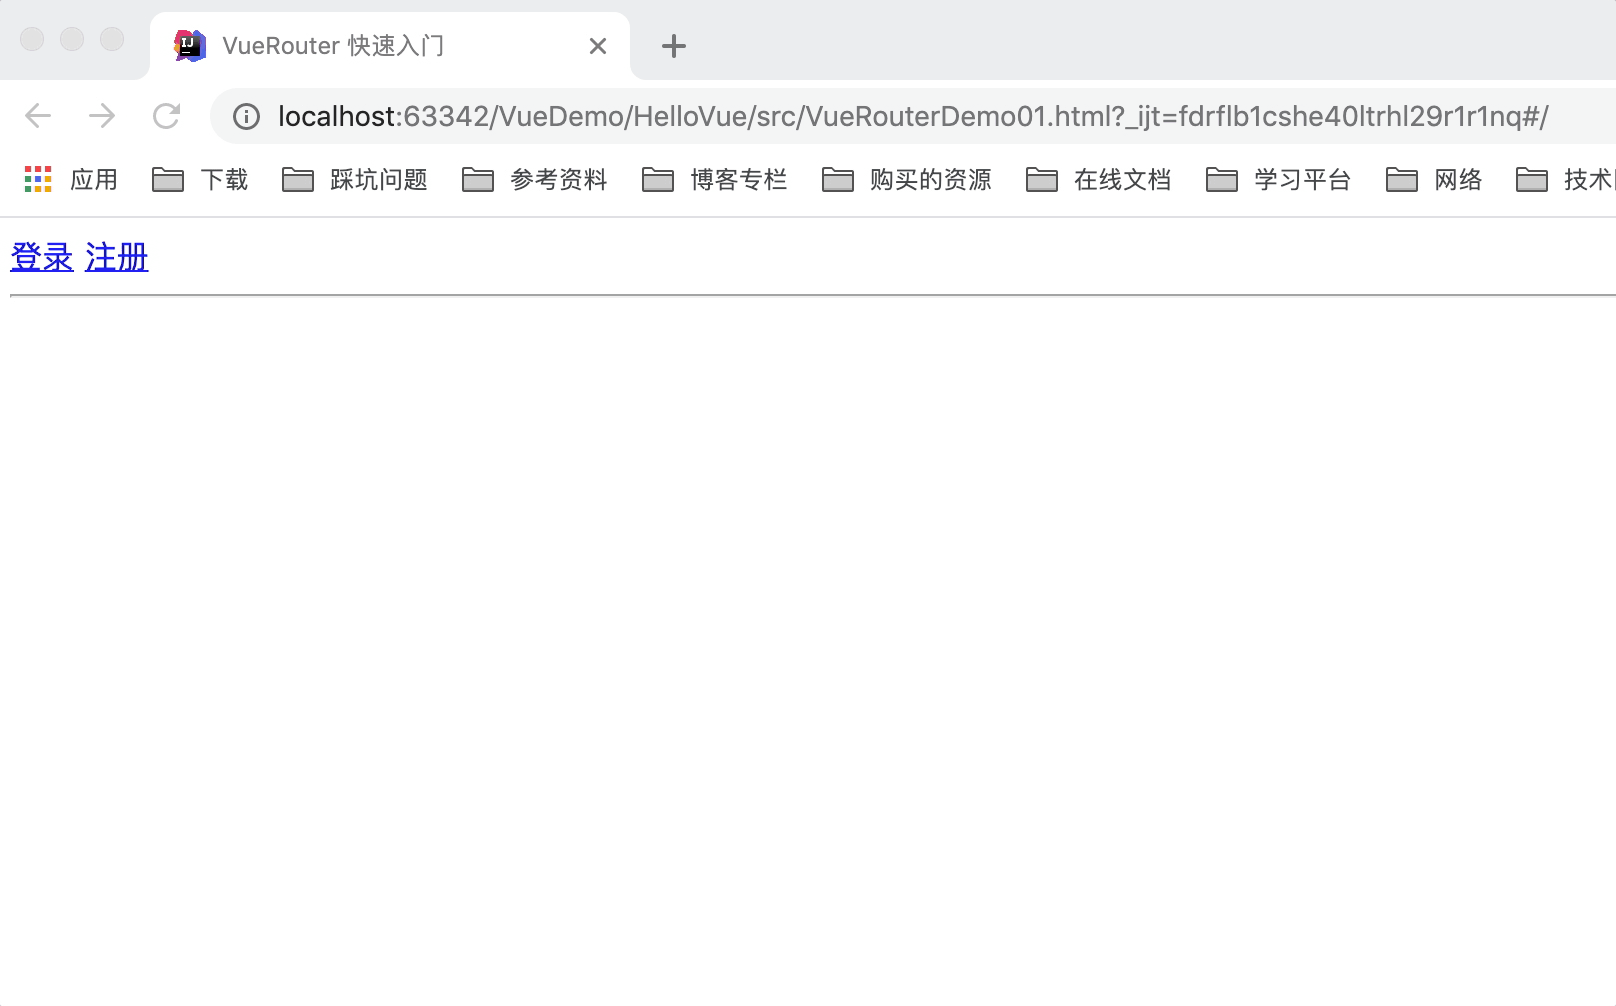 IJ
VueRouter 快速入门
localhost:63342/VueDemo/HelloVue/src/VueRouterDemo01.html?_ijt=fdrflb1cshe40ltrhl29r1r1nq#/
应用 下载 踩坑问题 参考资料 博客专栏 购买的资源 在线文档 学习平台 网络 技术
登录 注册